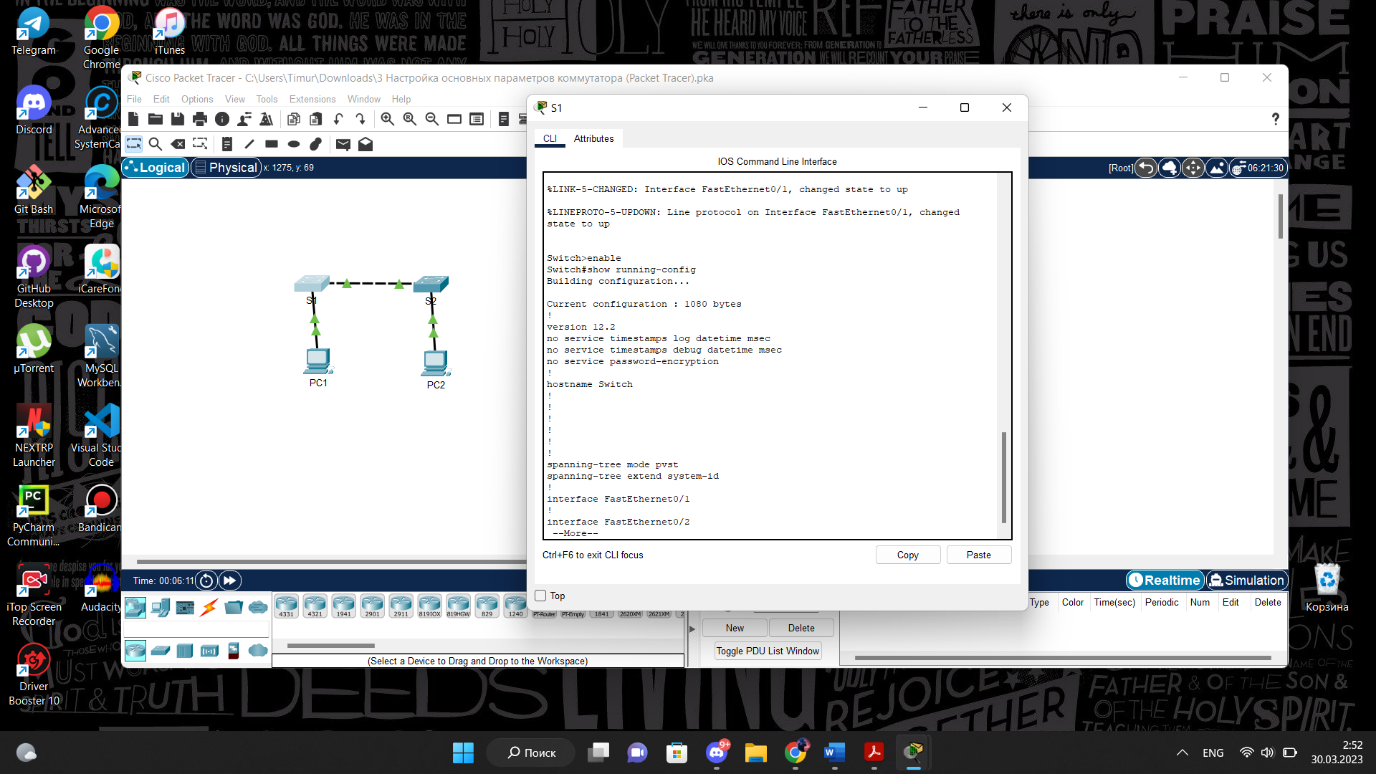 Telegram
Google Chrome
iTunes
Discord
Advanc...
SystemCa...
Git Bash
Microsof
Edge
GitHub
Desktop
iCareFon
µTorrent
MySQL
Workben...
NEXTRP
Launcher
Visual Stud
Code
PyCharm
Communi...
Bandicam
iTop Screen
Recorder
Audacity
Driver
Booster 10
Корзина
Cisco Packet Tracer - C:\Users\Timur\Downloads\3 Настройка основных параметров коммутатора (Packet Tracer).pka
File Edit Options View Tools Extensions Window Help
Logical Physical x: 1275, y: 69
[Root] 06:21:30
S1
S2
PC1
PC2
S1
CLI Attributes
IOS Command Line Interface
%LINK-5-CHANGED: Interface FastEthernet0/1, changed state to up
%LINEPROTO-5-UPDOWN: Line protocol on Interface FastEthernet0/1, changed
state to up
Switch>enable
Switch#show running-config
Building configuration...
Current configuration : 1080 bytes
!
version 12.2
no service timestamps log datetime msec
no service timestamps debug datetime msec
no service password-encryption
!
hostname Switch
!
!
!
!
!
!
spanning-tree mode pvst
spanning-tree extend system-id
!
interface FastEthernet0/1
!
interface FastEthernet0/2
--More--
Ctrl+F6 to exit CLI focus
Copy Paste
Top
Time: 00:06:11
Realtime Simulation
4331 4321 1941 2901 2911 819IOX 819HGW 829 1240 PT-Router PT-Empty 1841 2620XM 2621XM
(Select a Device to Drag and Drop to the Workspace)
New Delete
Toggle PDU List Window
Type Color Time(sec) Periodic Num Edit Delete
Поиск
ENG
2:52
30.03.2023